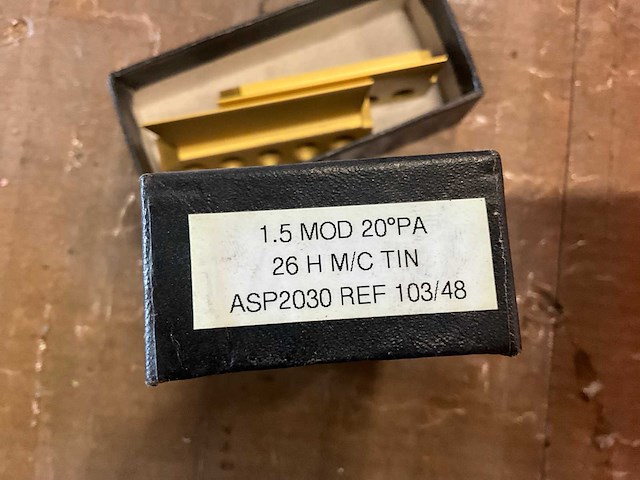 1.5 MOD 20°PA
26 H M/C TIN
ASP2030 REF 103/48